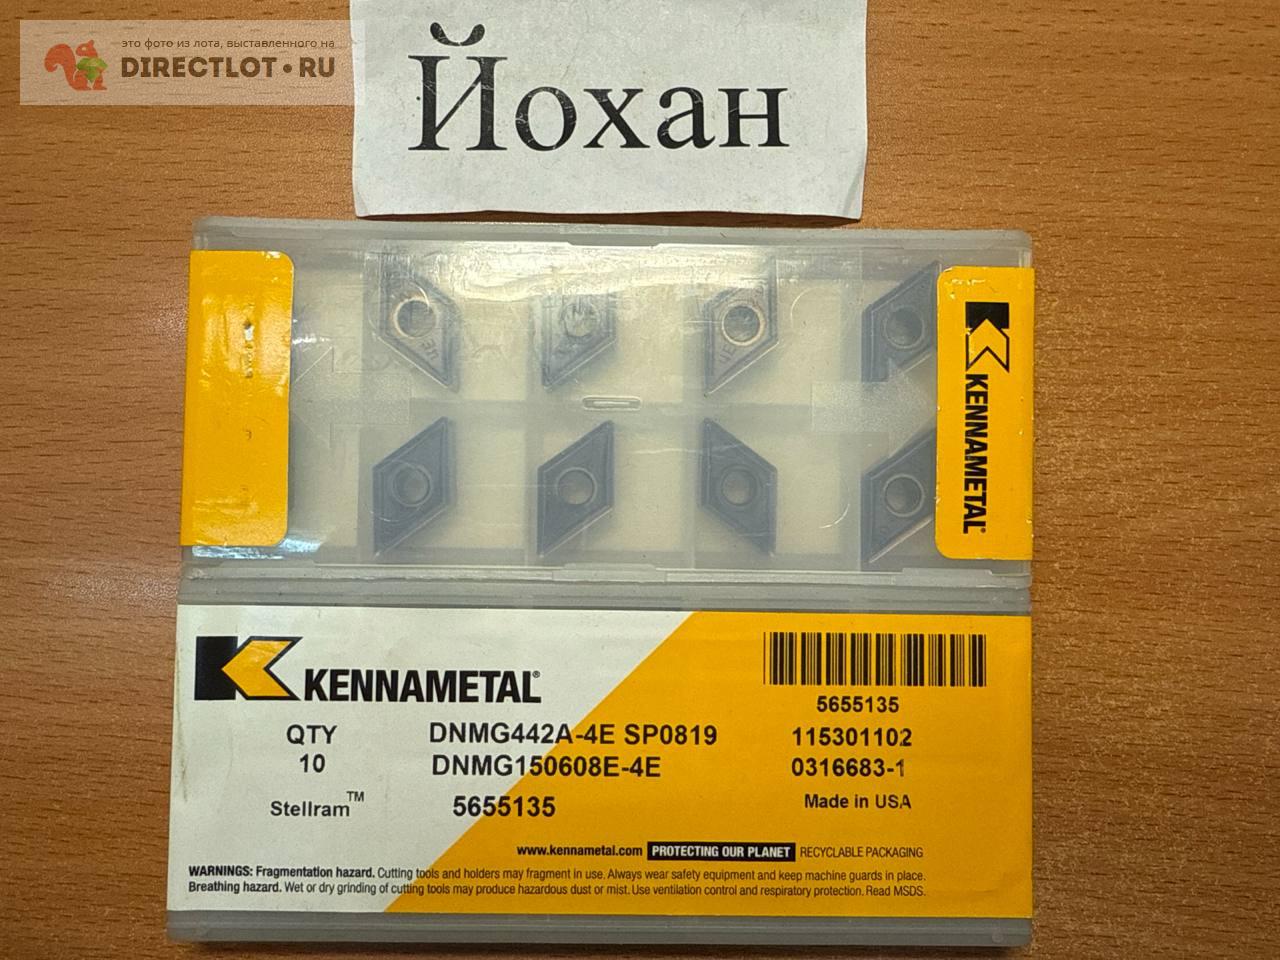 это фото из лота, выставленного на
DIRECTLOT.RU
Йохан
KENNAMETAL
KENNAMETAL®
5655135
QTY DNMG442A-4E SP0819 115301102
10 DNMG150608E-4E 0316683-1
Stellram™ 5655135 Made in USA
www.kennametal.com PROTECTING OUR PLANET RECYCLABLE PACKAGING
WARNINGS: Fragmentation hazard. Cutting tools and holders may fragment in use. Always wear safety equipment and keep machine guards in place.
Breathing hazard. Wet or dry grinding of cutting tools may produce hazardous dust or mist. Use ventilation control and respiratory protection. Read MSDS.